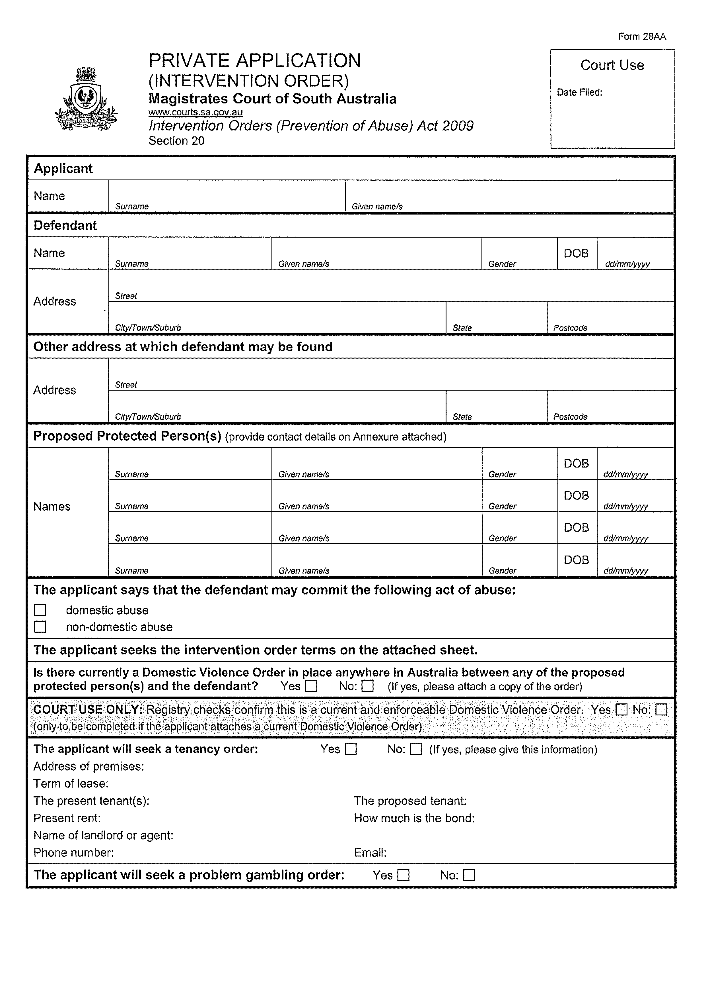 Form 28AA
PRIVATE APPLICATION
(INTERVENTION ORDER)
Magistrates Court of South Australia
www.courts.sa.gov.au
Intervention Orders (Prevention of Abuse) Act 2009
Section 20
Court Use
Date Filed:
SOUTH AUSTRALIA
Applicant
Name
Surname Given name/s
Defendant
Name DOB
Surname Given name/s Gender dd/mm/yyyy
Street
Address
City/Town/Suburb State Postcode
Other address at which defendant may be found
Street
Address
City/Town/Suburb State Postcode
Proposed Protected Person(s) (provide contact details on Annexure attached)
DOB
Surname Given name/s Gender dd/mm/yyyy
DOB
Names Surname Given name/s Gender dd/mm/yyyy
DOB
Surname Given name/s Gender dd/mm/yyyy
DOB
Surname Given name/s Gender dd/mm/yyyy
The applicant says that the defendant may commit the following act of abuse:
domestic abuse
non-domestic abuse
The applicant seeks the intervention order terms on the attached sheet.
Is there currently a Domestic Violence Order in place anywhere in Australia between any of the proposed
protected person(s) and the defendant? Yes No: (If yes, please attach a copy of the order)
COURT USE ONLY: Registry checks confirm this is a current and enforceable Domestic Violence Order. Yes No:
(only to be completed if the applicant attaches a current Domestic Violence Order)
The applicant will seek a tenancy order: Yes No: (If yes, please give this information)
Address of premises:
Term of lease:
The present tenant(s): The proposed tenant:
Present rent: How much is the bond:
Name of landlord or agent:
Phone number: Email:
The applicant will seek a problem gambling order: Yes No: